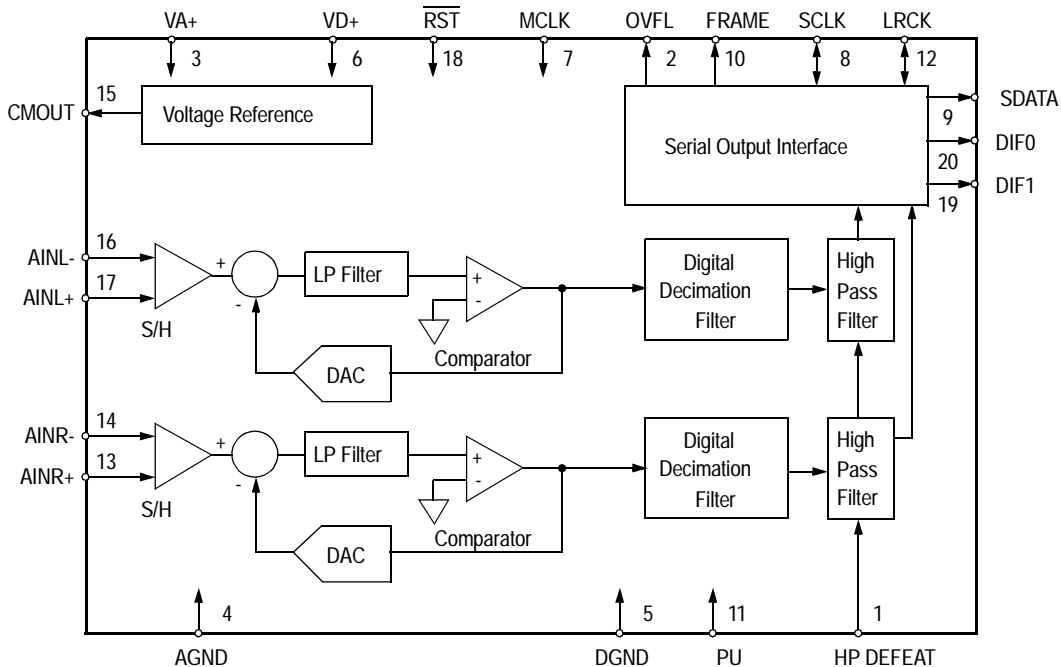 VA+ VD+ RST MCLK OVFL FRAME SCLK LRCK
3 6 18 7 2 10 8 12
15
CMOUT
Voltage Reference
Serial Output Interface
SDATA
9
DIF0
20
DIF1
19
AINL-
16
AINL+
17
S/H
+
-
LP Filter
+
-
Comparator
DAC
Digital
Decimation
Filter
High
Pass
Filter
AINR-
14
AINR+
13
S/H
+
-
LP Filter
+
-
Comparator
DAC
Digital
Decimation
Filter
High
Pass
Filter
4 5 11 1
AGND DGND PU HP DEFEAT